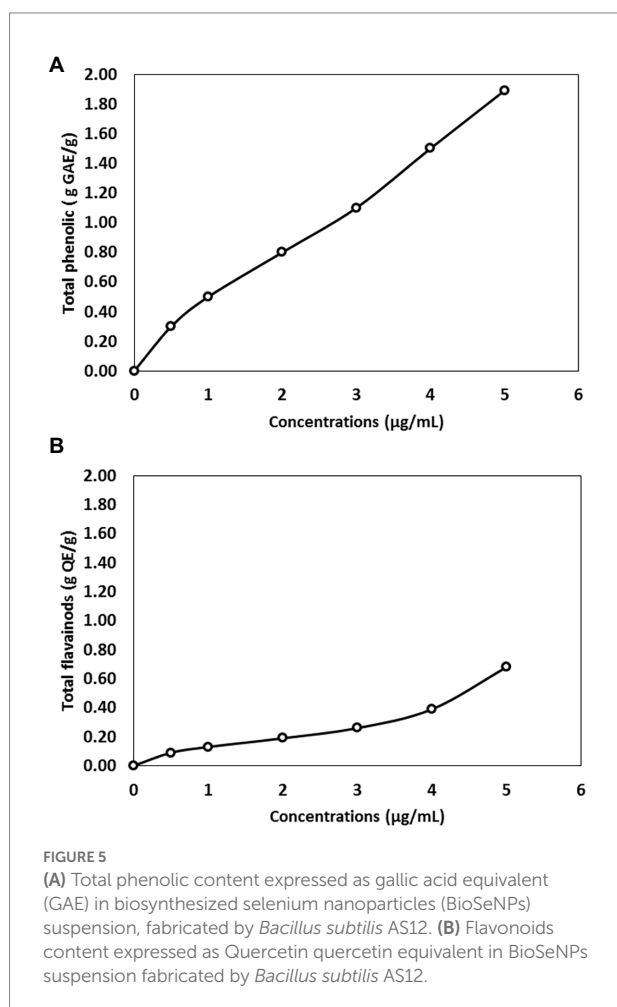 A
2.00
1.80
1.60
1.40
1.20
1.00
0.80
0.60
0.40
0.20
0.00
Total phenolic ( g GAE/g)
0 1 2 3 4 5 6
Concentrations (µg/mL)
B
2.00
1.80
1.60
1.40
1.20
1.00
0.80
0.60
0.40
0.20
0.00
Total flavainods (g QE/g)
0 1 2 3 4 5 6
Concentrations (µg/mL)
FIGURE 5
(A) Total phenolic content expressed as gallic acid equivalent
(GAE) in biosynthesized selenium nanoparticles (BioSeNPs)
suspension, fabricated by Bacillus subtilis AS12. (B) Flavonoids
content expressed as Quercetin quercetin equivalent in BioSeNPs
suspension fabricated by Bacillus subtilis AS12.